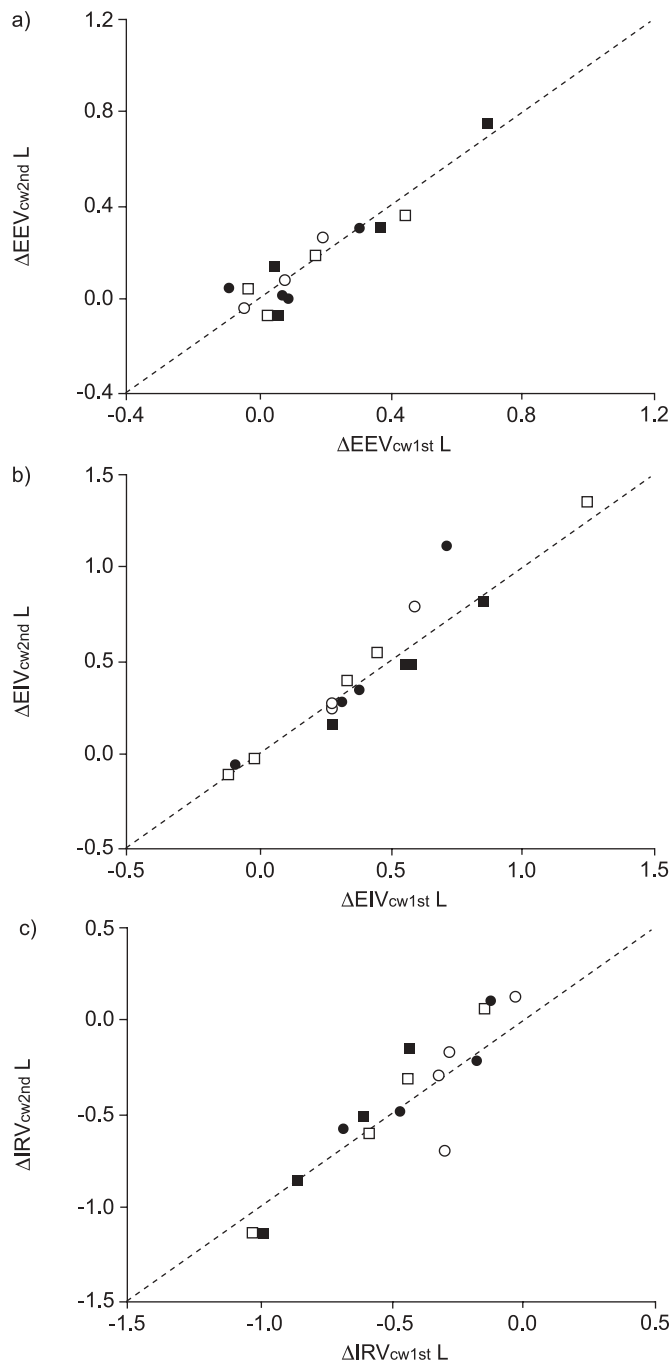 a)
1.2
0.8
0.4
0.0
-0.4
ΔEEVcw2nd L
-0.4 0.0 0.4 0.8 1.2
ΔEEVcw1st L
b)
1.5
1.0
0.5
0.0
-0.5
ΔEIVcw2nd L
-0.5 0.0 0.5 1.0 1.5
ΔEIVcw1st L
c)
0.5
0.0
-0.5
-1.0
-1.5
ΔIRVcw2nd L
-1.5 -1.0 -0.5 0.0 0.5
ΔIRVcw1st L